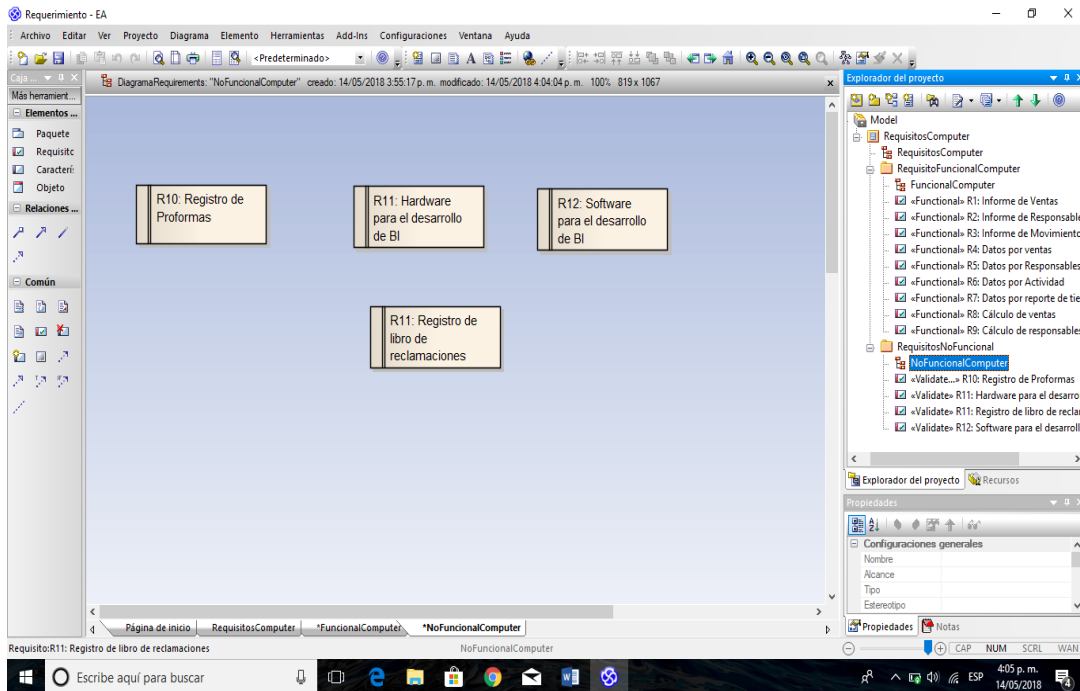 Requerimiento - EA
Archivo Editar Ver Proyecto Diagrama Elemento Herramientas Add-Ins Configuraciones Ventana Ayuda
<Predeterminado>
Caja ...
Más herramient...
Elementos ...
Paquete
Requisitc
Caracterí:
Objeto
Relaciones ...
Común
DiagramaRequirements: "NoFuncionalComputer" creado: 14/05/2018 3:55:17 p. m. modificado: 14/05/2018 4:04:04 p. m. 100% 819 x 1067
R10: Registro de
Proformas
R11: Hardware
para el desarrollo
de BI
R12: Software
para el desarrollo
de BI
R11: Registro de
libro de
reclamaciones
Página de inicio RequisitosComputer *FuncionalComputer *NoFuncionalComputer
Explorador del proyecto
Model
RequisitosComputer
RequisitosComputer
RequisitoFuncionalComputer
FuncionalComputer
«Functional» R1: Informe de Ventas
«Functional» R2: Informe de Responsable
«Functional» R3: Informe de Movimiento
«Functional» R4: Datos por ventas
«Functional» R5: Datos por Responsables
«Functional» R6: Datos por Actividad
«Functional» R7: Datos por reporte de tie
«Functional» R8: Cálculo de ventas
«Functional» R9: Cálculo de responsables
RequisitosNoFuncional
NoFuncionalComputer
«Validate...» R10: Registro de Proformas
«Validate» R11: Hardware para el desarro
«Validate» R11: Registro de libro de recla
«Validate» R12: Software para el desarroll
Explorador del proyecto Recursos
Propiedades
Configuraciones generales
Nombre
Alcance
Tipo
Estereotipo
Propiedades Notas
Requisito:R11: Registro de libro de reclamaciones NoFuncionalComputer CAP NUM SCRL WAN
Escribe aquí para buscar
ESP
4:05 p. m.
14/05/2018
4